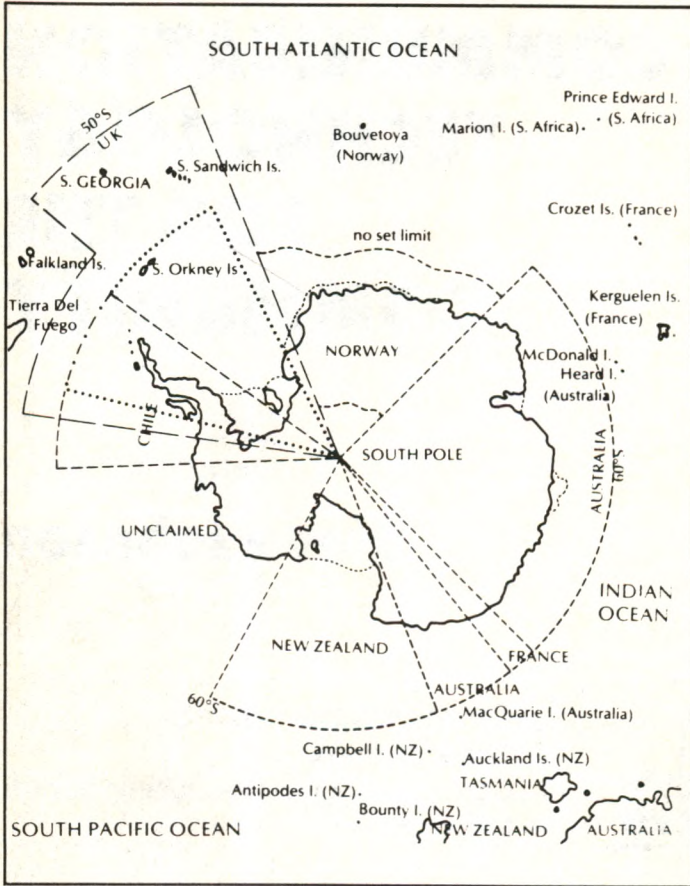 SOUTH ATLANTIC OCEAN
50°S
UK
Prince Edward I.
(S. Africa)
Marion I. (S. Africa)
Bouvetoya
(Norway)
S. Sandwich Is.
S. GEORGIA
Crozet Is. (France)
no set limit
Falkland Is.
S. Orkney Is
Kerguelen Is.
(France)
Tierra Del
Fuego
NORWAY
McDonald I.
Heard I.
(Australia)
CHILE
SOUTH POLE
AUSTRALIA
60°S
UNCLAIMED
INDIAN
OCEAN
NEW ZEALAND
FRANCE
60°S
AUSTRALIA
MacQuarie I. (Australia)
Campbell I. (NZ)
Auckland Is. (NZ)
TASMANIA
Antipodes I. (NZ)
Bounty I. (NZ)
SOUTH PACIFIC OCEAN
NEW ZEALAND
AUSTRALIA